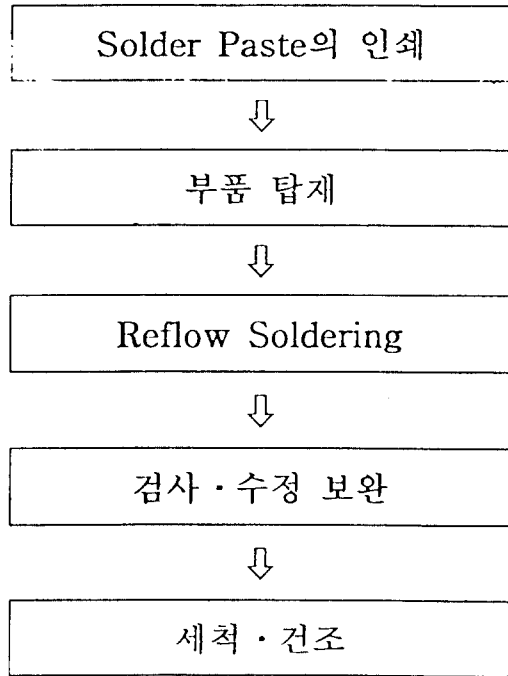 Solder Paste의 인쇄
부품 탑재
Reflow Soldering
검사·수정 보완
세척·건조